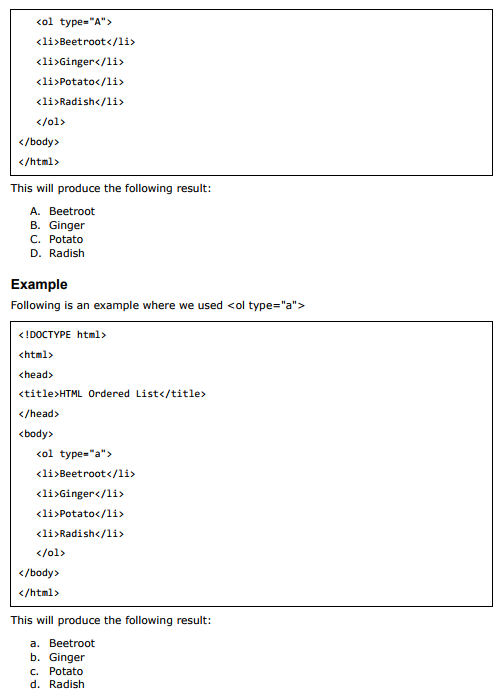 <ol type="A">
<li>Beetroot</li>
<li>Ginger</li>
<li>Potato</li>
<li>Radish</li>
</ol>
</body>
</html>
This will produce the following result:
A. Beetroot
B. Ginger
C. Potato
D. Radish
Example
Following is an example where we used <ol type="a">
<!DOCTYPE html>
<html>
<head>
<title>HTML Ordered List</title>
</head>
<body>
<ol type="a">
<li>Beetroot</li>
<li>Ginger</li>
<li>Potato</li>
<li>Radish</li>
</ol>
</body>
</html>
This will produce the following result:
a. Beetroot
b. Ginger
c. Potato
d. Radish